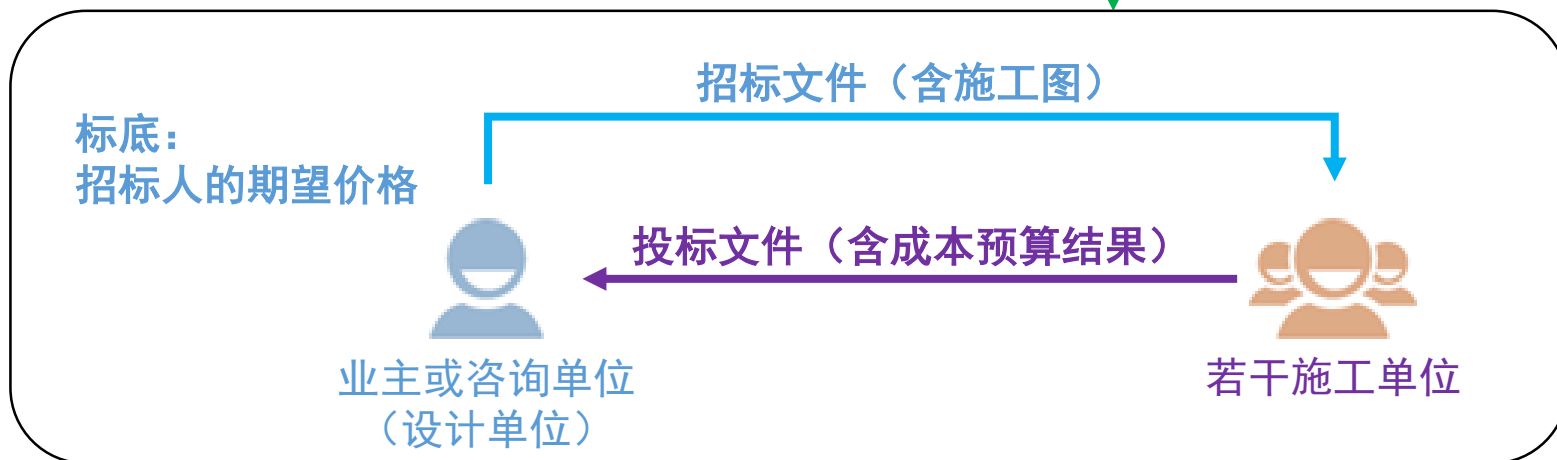 招标文件（含施工图）
标底：
招标人的期望价格
投标文件（含成本预算结果）
业主或咨询单位
（设计单位）
若干施工单位